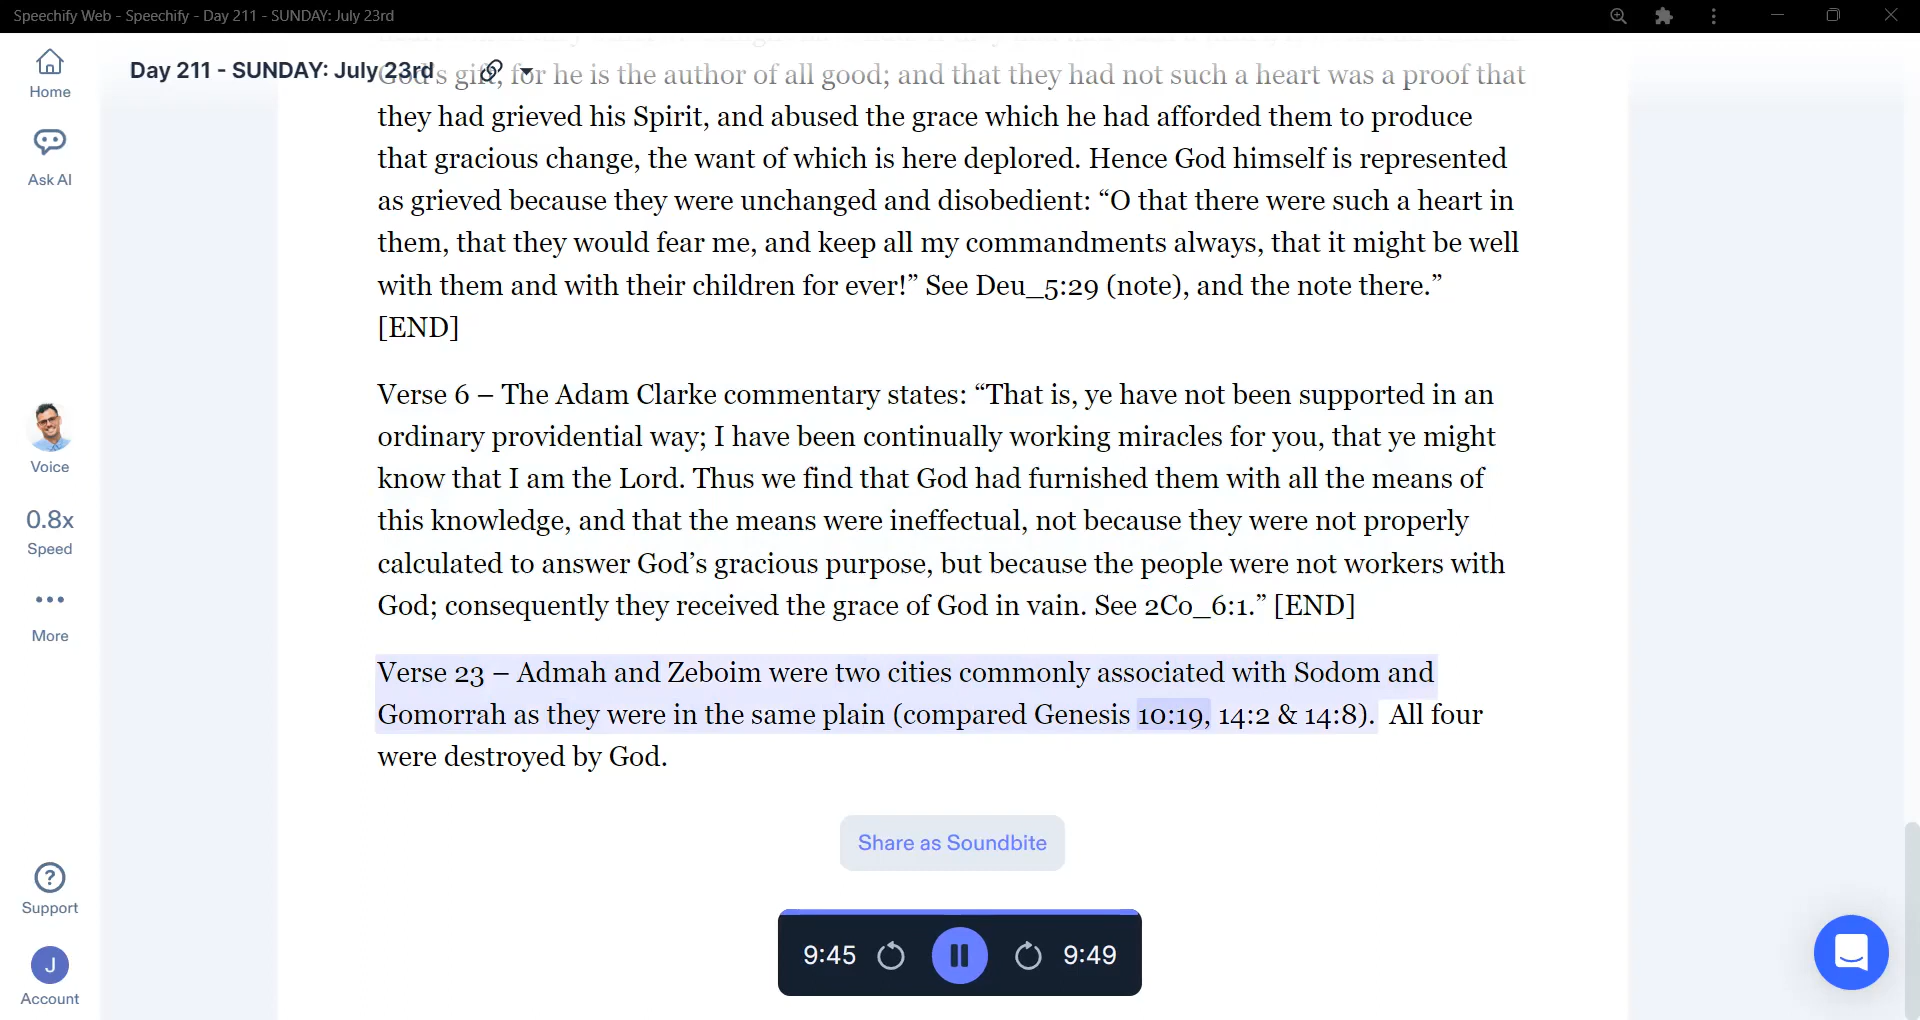 Speechify Web - Speechify - Day 211 - SUNDAY: July 23rd
Home
Ask AI
Voice
0.8x
Speed
More
Support
J
Account
Day 211 - SUNDAY: July 23rd
God's gift; for he is the author of all good; and that they had not such a heart was a proof that
they had grieved his Spirit, and abused the grace which he had afforded them to produce
that gracious change, the want of which is here deplored. Hence God himself is represented
as grieved because they were unchanged and disobedient: “O that there were such a heart in
them, that they would fear me, and keep all my commandments always, that it might be well
with them and with their children for ever!” See Deu_5:29 (note), and the note there.”
[END]
Verse 6 – The Adam Clarke commentary states: “That is, ye have not been supported in an
ordinary providential way; I have been continually working miracles for you, that ye might
know that I am the Lord. Thus we find that God had furnished them with all the means of
this knowledge, and that the means were ineffectual, not because they were not properly
calculated to answer God’s gracious purpose, but because the people were not workers with
God; consequently they received the grace of God in vain. See 2Co_6:1.” [END]
Verse 23 – Admah and Zeboim were two cities commonly associated with Sodom and
Gomorrah as they were in the same plain (compared Genesis 10:19, 14:2 & 14:8). All four
were destroyed by God.
Share as Soundbite
9:45
9:49